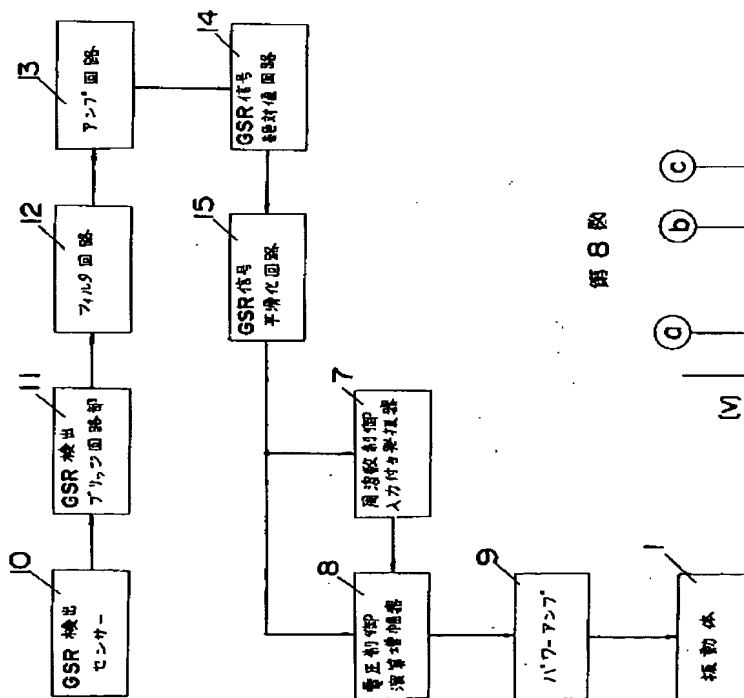 10
GSR 検出
センサー
11
GSR 検出
ブリッジ回路部
12
フィルタ回路
13
アンプ回路
14
GSR信号
絶対値回路
15
GSR信号
平滑化回路
7
周波数制御
入力付き発振器
8
電圧制御
演算増幅器
9
パワーアンプ
1
振動体
第8図
a
b
c
[V]